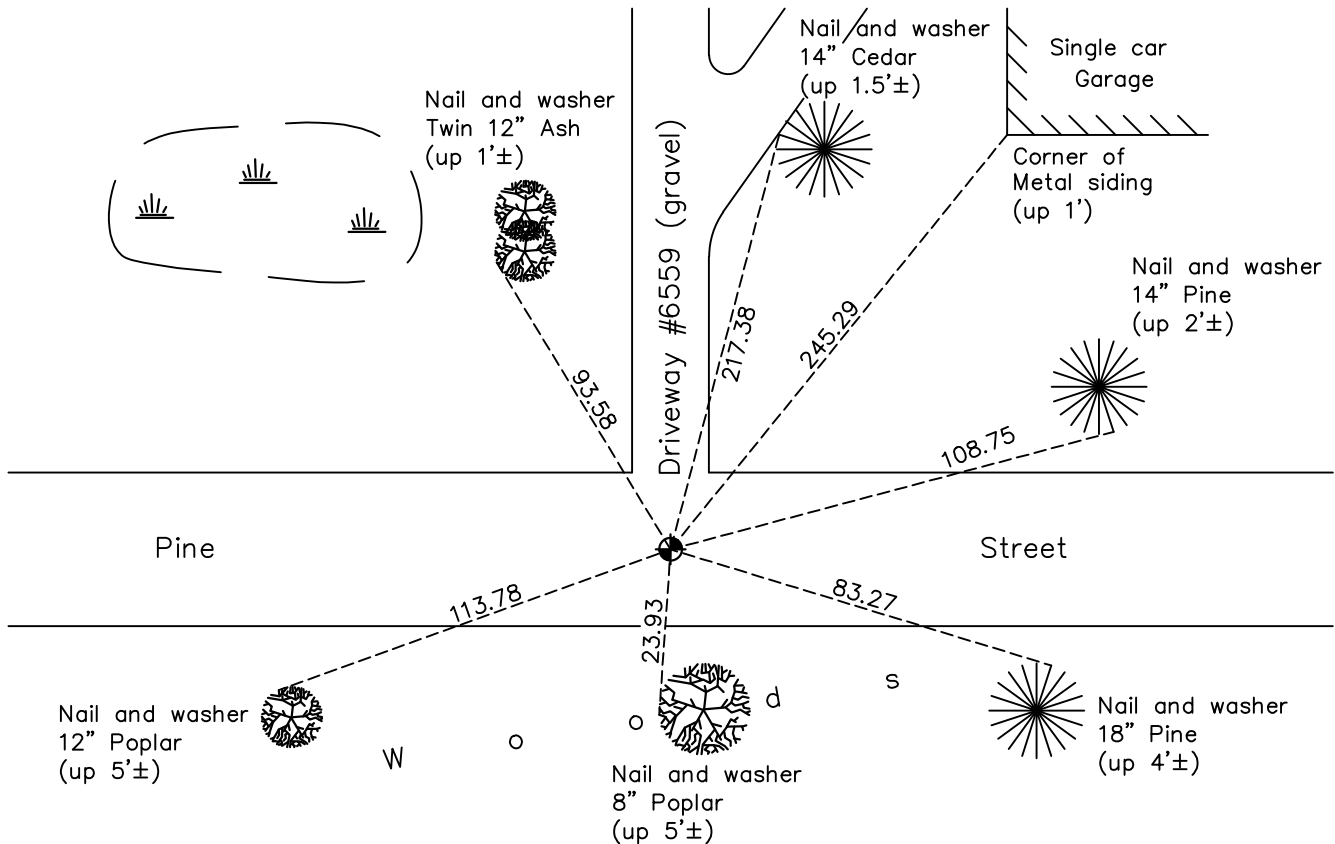 Nail and washer
14” Cedar
(up 1.5'±)
Single car
Garage
Nail and washer
Twin 12” Ash
(up 1'±)
Corner of
Metal siding
(up 1')
Driveway #6559 (gravel)
Nail and washer
14” Pine
(up 2'±)
93.58
217.38
245.29
108.75
Pine Street
113.78
23.93
83.27
W o o d s
Nail and washer
12” Poplar
(up 5'±)
Nail and washer
8” Poplar
(up 5'±)
Nail and washer
18” Pine
(up 4'±)